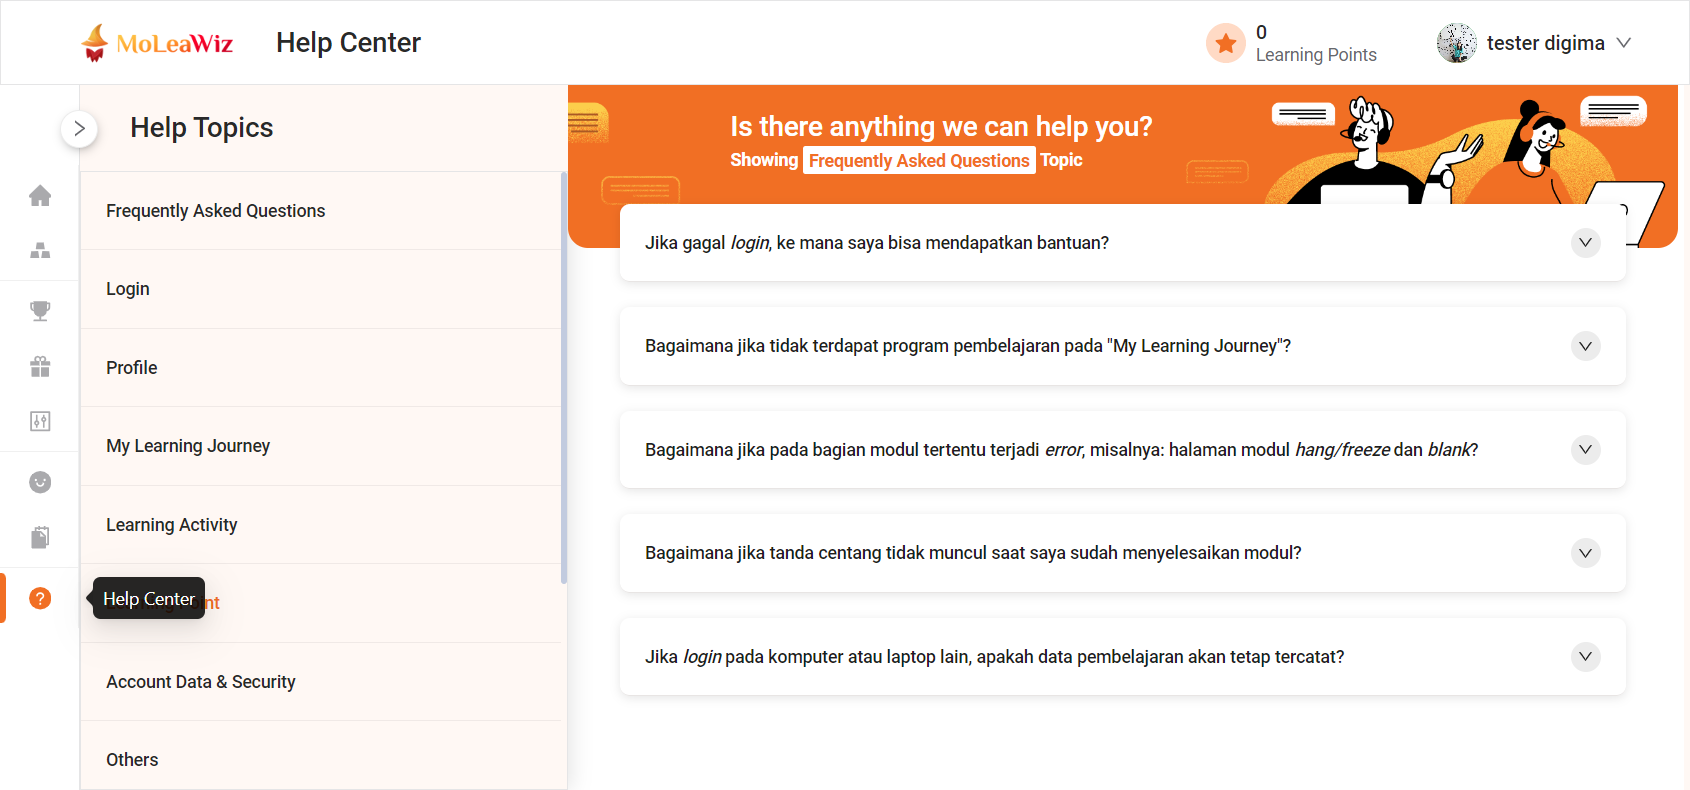 MoLeaWiz
Help Center
0
Learning Points
tester digima
Help Topics
Frequently Asked Questions
Login
Profile
My Learning Journey
Learning Activity
Help Center
nt
Account Data & Security
Others
Is there anything we can help you?
Showing Frequently Asked Questions Topic
Jika gagal login, ke mana saya bisa mendapatkan bantuan?
Bagaimana jika tidak terdapat program pembelajaran pada "My Learning Journey"?
Bagaimana jika pada bagian modul tertentu terjadi error, misalnya: halaman modul hang/freeze dan blank?
Bagaimana jika tanda centang tidak muncul saat saya sudah menyelesaikan modul?
Jika login pada komputer atau laptop lain, apakah data pembelajaran akan tetap tercatat?